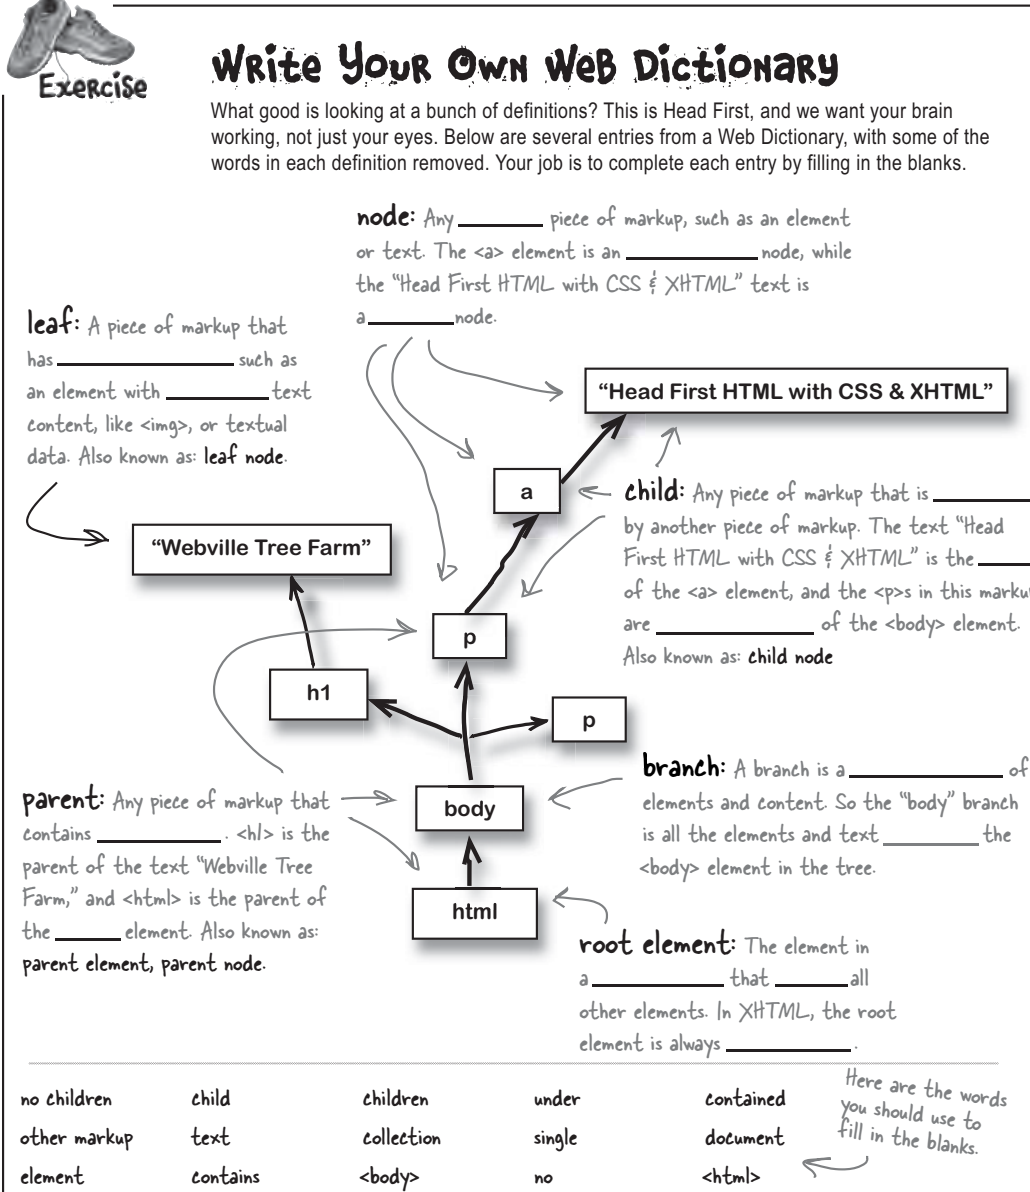 Exercise
Write Your Own Web Dictionary
What good is looking at a bunch of definitions? This is Head First, and we want your brain
working, not just your eyes. Below are several entries from a Web Dictionary, with some of the
words in each definition removed. Your job is to complete each entry by filling in the blanks.
node: Any ________ piece of markup, such as an element
or text. The <a> element is an ________ node, while
the “Head First HTML with CSS & XHTML” text is
a ________ node.
leaf: A piece of markup that
has ________ such as
an element with ________ text
content, like <img>, or textual
data. Also known as: leaf node.
“Head First HTML with CSS & XHTML”
a
child: Any piece of markup that is ________
by another piece of markup. The text “Head
First HTML with CSS & XHTML” is the ________
of the <a> element, and the <p>s in this marku
are ________ of the <body> element.
Also known as: child node
“Webville Tree Farm”
p
h1
p
branch: A branch is a ________ of
elements and content. So the “body” branch
is all the elements and text ________ the
<body> element in the tree.
parent: Any piece of markup that
contains ________. <h1> is the
parent of the text “Webville Tree
Farm,” and <html> is the parent of
the ________ element. Also known as:
parent element, parent node.
body
html
root element: The element in
a ________ that ________ all
other elements. In XHTML, the root
element is always ________.
no children child children under contained
other markup text collection single document
element contains <body> no <html>
Here are the words
you should use to
fill in the blanks.